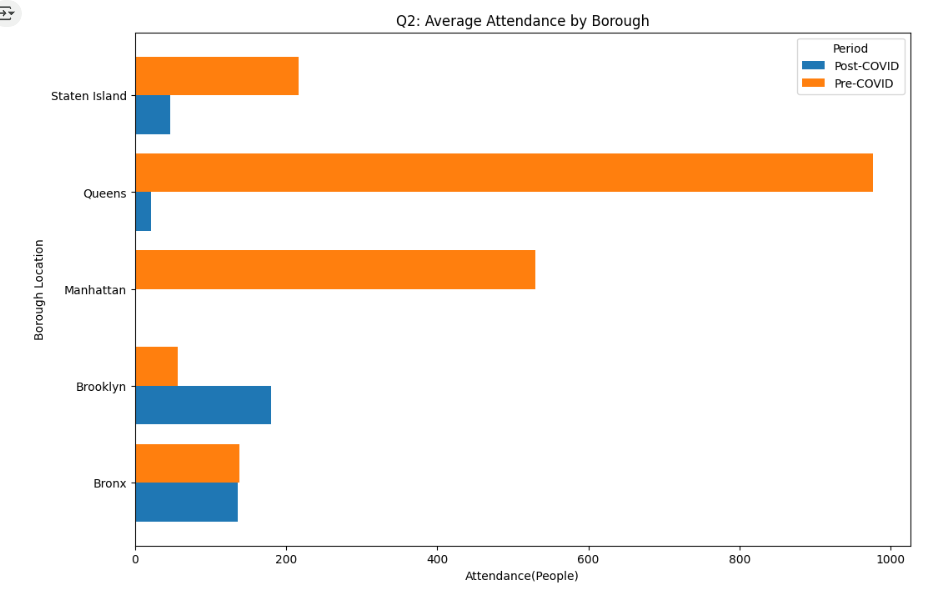 Q2: Average Attendance by Borough
Period
Post-COVID
Pre-COVID
Staten Island
Queens
Manhattan
Brooklyn
Bronx
Borough Location
0 200 400 600 800 1000
Attendance(People)